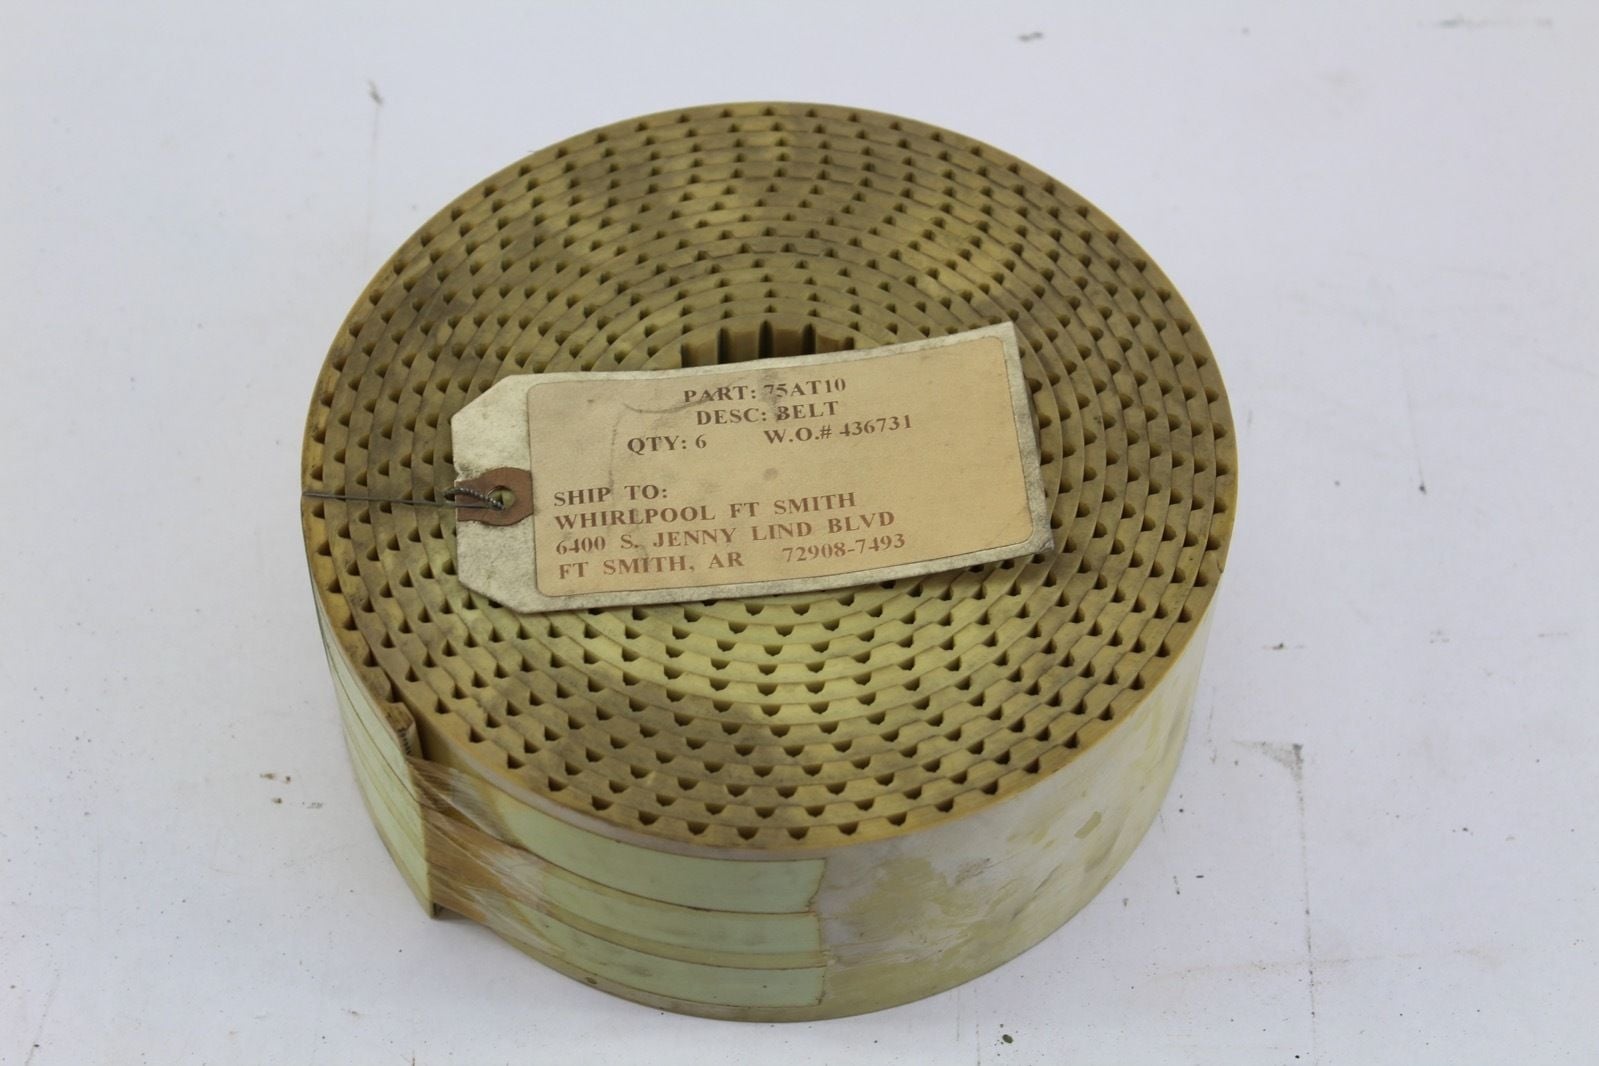 PART: 75AT10
DESC: BELT
QTY: 6 W.O.# 436731
SHIP TO:
WHIRLPOOL FT SMITH
6400 S. JENNY LIND BLVD
FT SMITH, AR 72908-7493